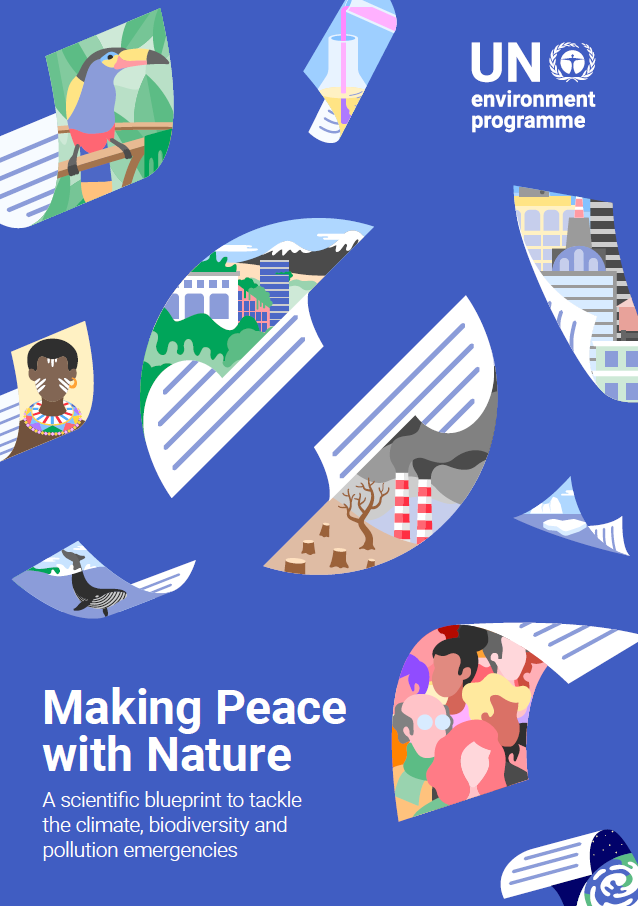 UN
environment
programme
Making Peace
with Nature
A scientific blueprint to tackle
the climate, biodiversity and
pollution emergencies